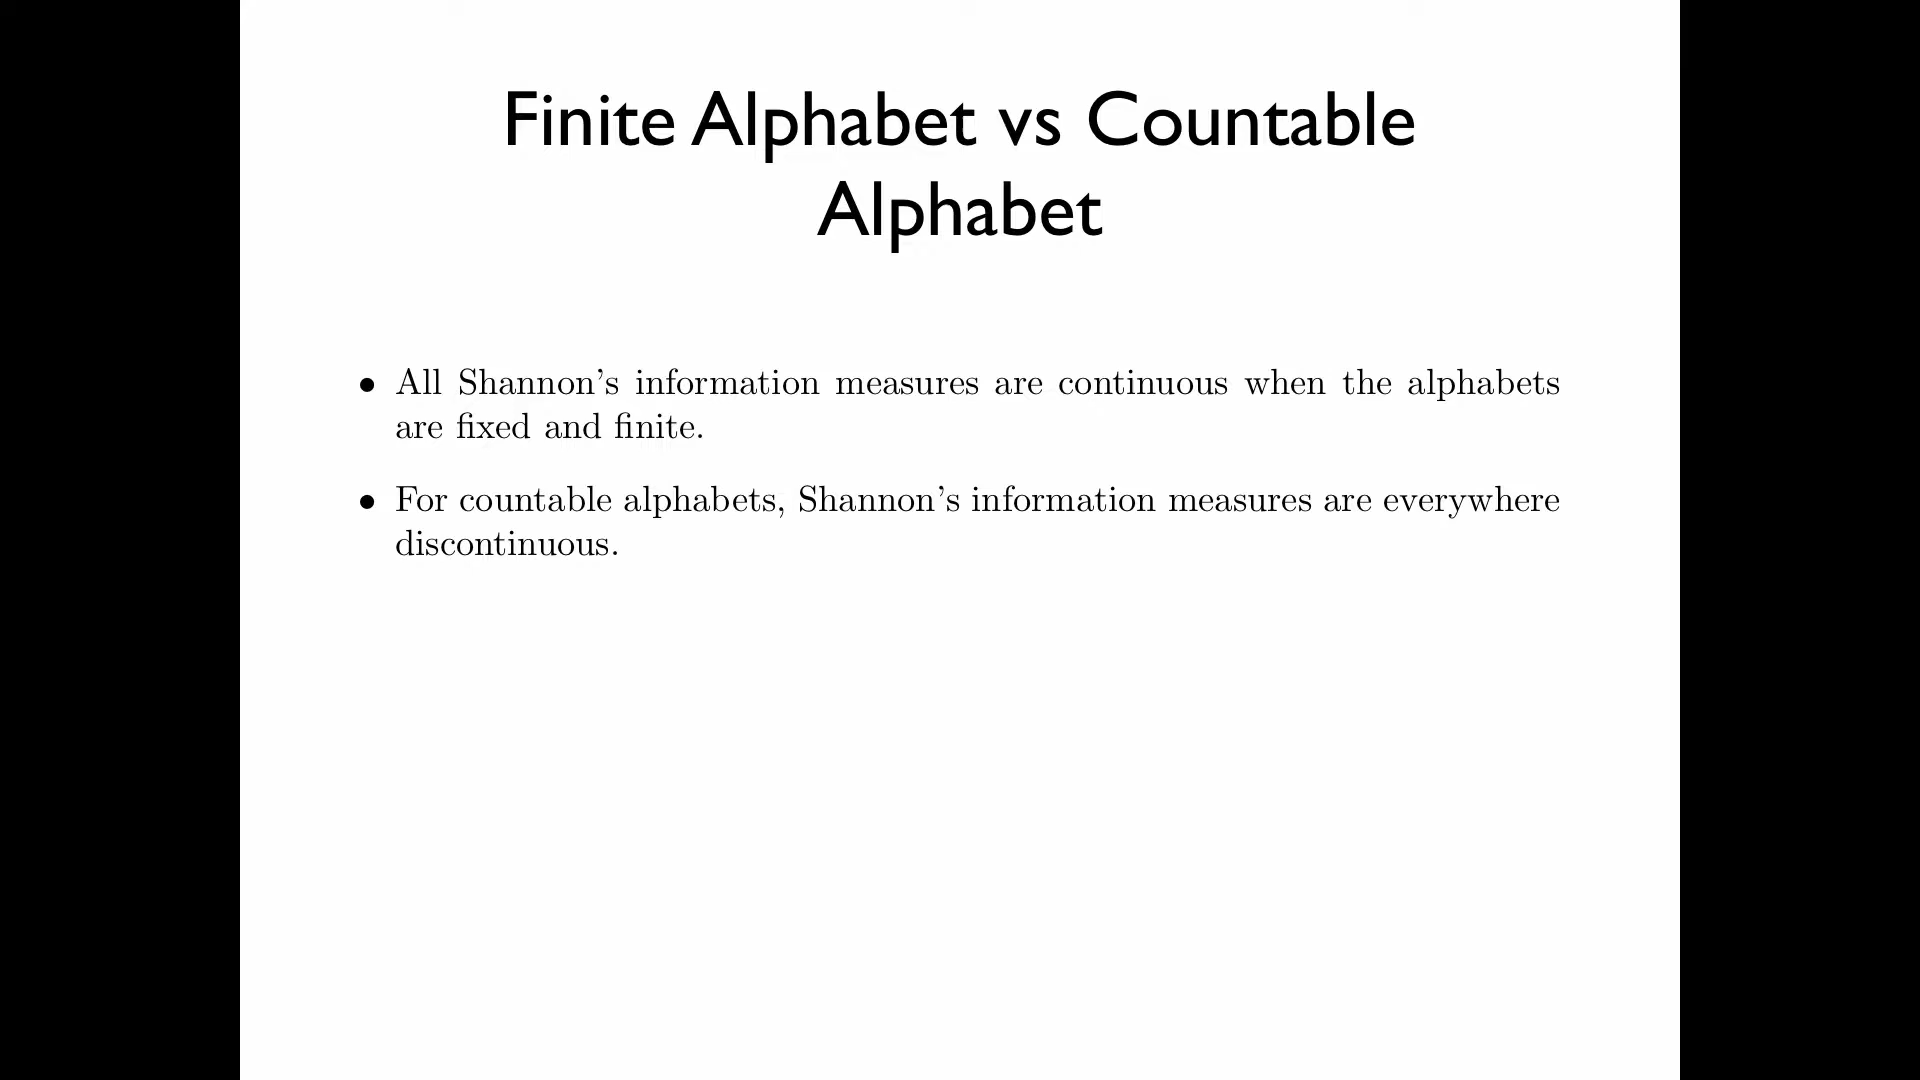 Finite Alphabet vs Countable
Alphabet
• All Shannon's information measures are continuous when the alphabets
are fixed and finite.
• For countable alphabets, Shannon's information measures are everywhere
discontinuous.